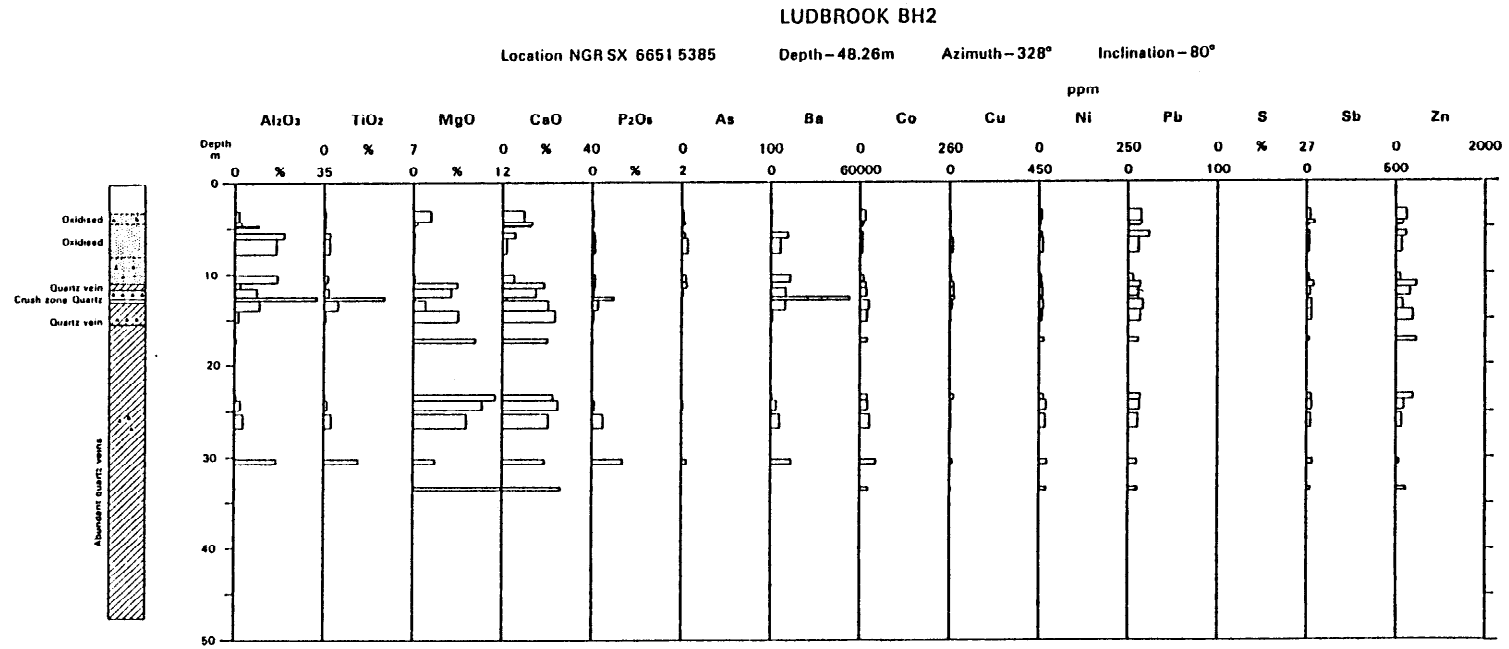 LUDBROOK BH2
Location NGR SX 6651 5385 Depth – 48.26m Azimuth – 328° Inclination – 80°
ppm
Al2O3 TiO2 MgO CaO P2O5 As Ba Co Cu Ni Pb S Sb Zn
Depth m 0 % 7 0 % 40 0 100 0 260 0 250 0 % 27 0 2000
0 % 35 0 % 12 0 % 2 0 60000 0 450 0 100 0 600
0
Oxidised
Oxidised
10
Quartz vein
Crush zone Quartz
Quartz vein
20
30
Abundant quartz veins
40
50